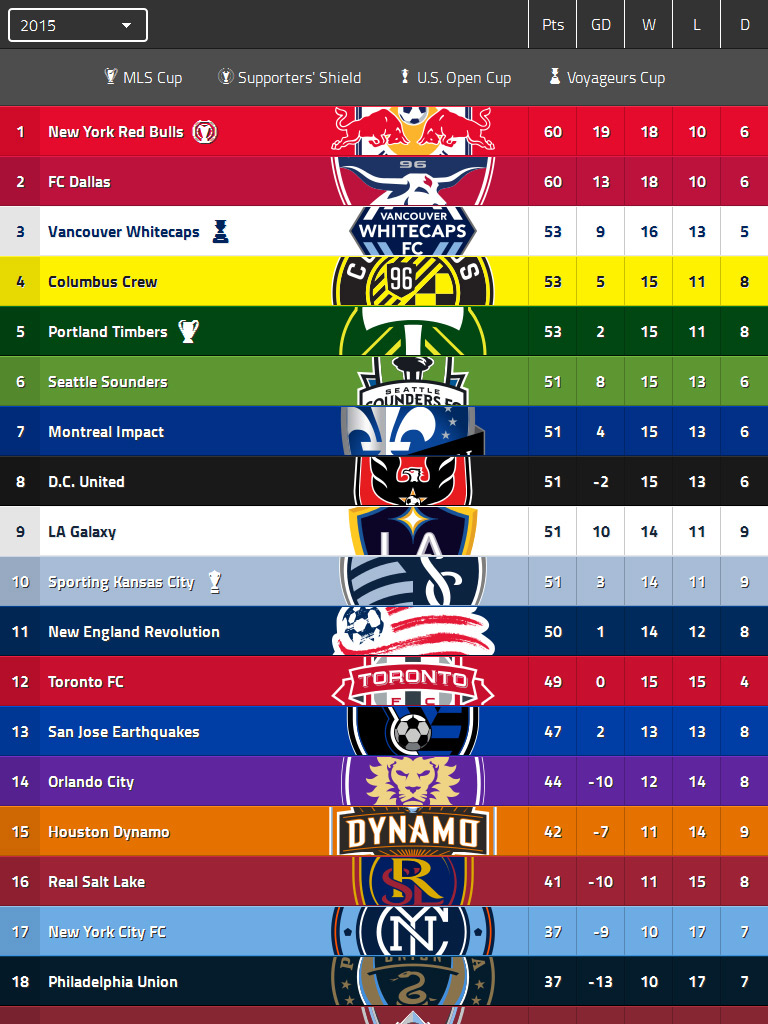 2015 Pts GD W L D
MLS Cup Supporters' Shield U.S. Open Cup Voyageurs Cup
1 New York Red Bulls 60 19 18 10 6
96
2 FC Dallas 60 13 18 10 6
VANCOUVER
WHITECAPS
FC
3 Vancouver Whitecaps 53 9 16 13 5
96
4 Columbus Crew 53 5 15 11 8
5 Portland Timbers 53 2 15 11 8
SEATTLE
SOUNDERS FC
6 Seattle Sounders 51 8 15 13 6
7 Montreal Impact 51 4 15 13 6
8 D.C. United 51 -2 15 13 6
LA
9 LA Galaxy 51 10 14 11 9
10 Sporting Kansas City 51 3 14 11 9
11 New England Revolution 50 1 14 12 8
TORONTO
FC
12 Toronto FC 49 0 15 15 4
13 San Jose Earthquakes 47 2 13 13 8
14 Orlando City 44 -10 12 14 8
DYNAMO
15 Houston Dynamo 42 -7 11 14 9
RSL
16 Real Salt Lake 41 -10 11 15 8
NYC
17 New York City FC 37 -9 10 17 7
UNION
18 Philadelphia Union 37 -13 10 17 7